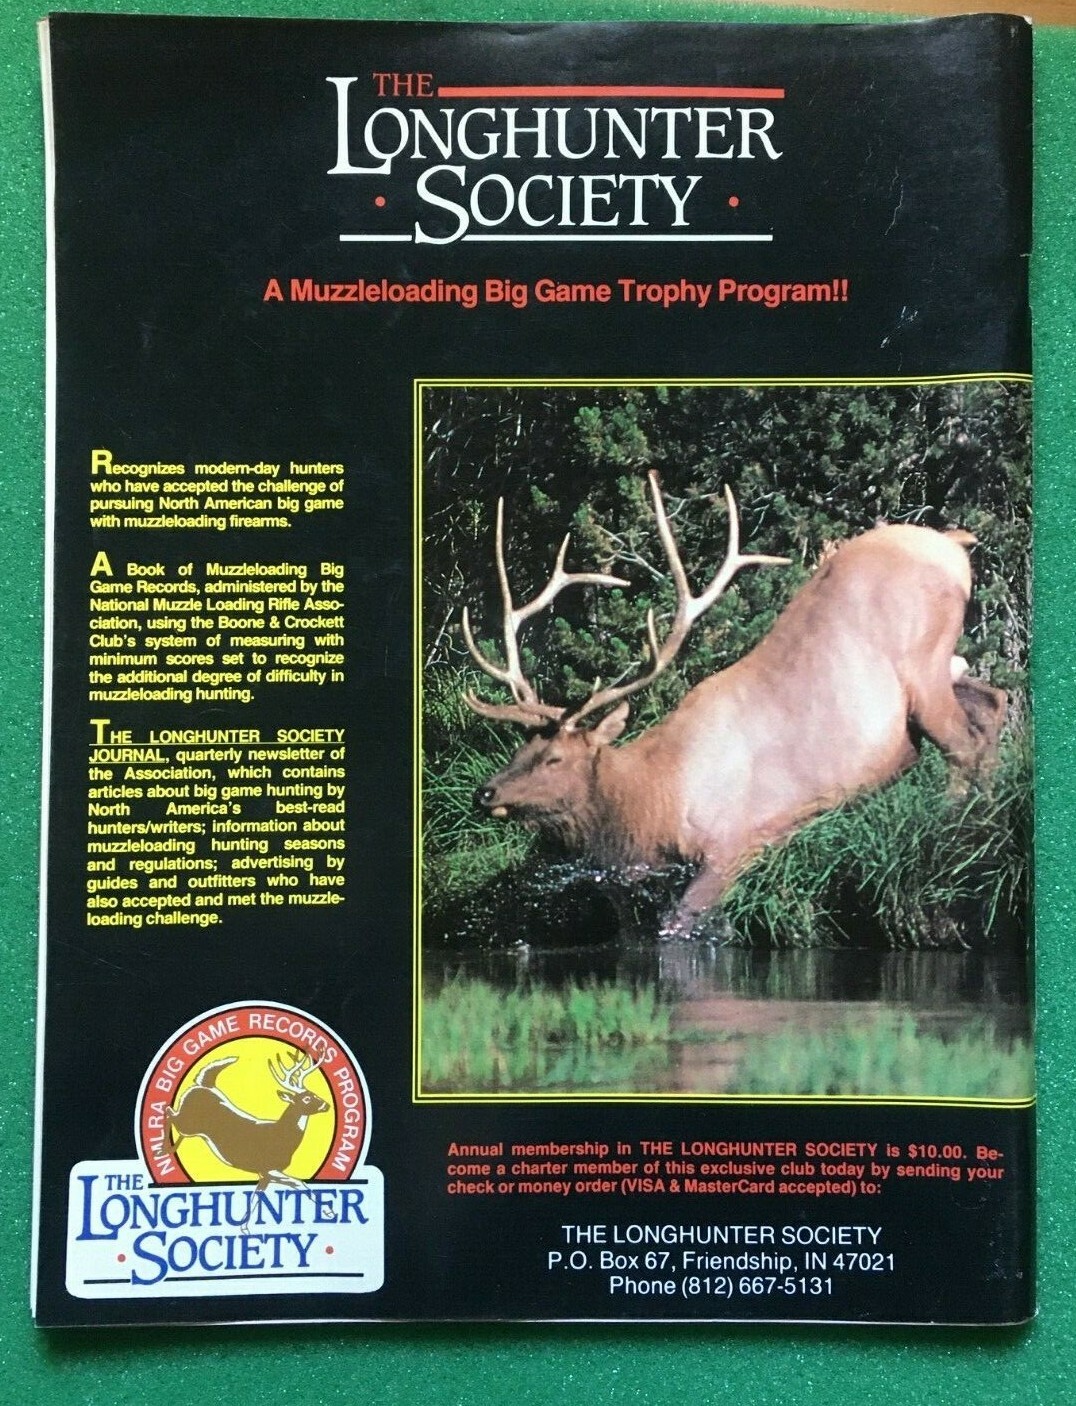 THE
LONGHUNTER
• SOCIETY •
A Muzzleloading Big Game Trophy Program!!
Recognizes modern-day hunters
who have accepted the challenge of
pursuing North American big game
with muzzleloading firearms.
A Book of Muzzleloading Big
Game Records, administered by the
National Muzzle Loading Rifle Asso-
ciation, using the Boone & Crockett
Club's system of measuring with
minimum scores set to recognize
the additional degree of difficulty in
muzzleloading hunting.
THE LONGHUNTER SOCIETY
JOURNAL, quarterly newsletter of
the Association, which contains
articles about big game hunting by
North America's best-read
hunters/writers; information about
muzzleloading hunting seasons
and regulations; advertising by
guides and outfitters who have
also accepted and met the muzzle-
loading challenge.
NMLRA BIG GAME RECORDS PROGRAM
THE
LONGHUNTER
• SOCIETY •
Annual membership in THE LONGHUNTER SOCIETY is $10.00. Be-
come a charter member of this exclusive club today by sending your
check or money order (VISA & MasterCard accepted) to:
THE LONGHUNTER SOCIETY
P.O. Box 67, Friendship, IN 47021
Phone (812) 667-5131